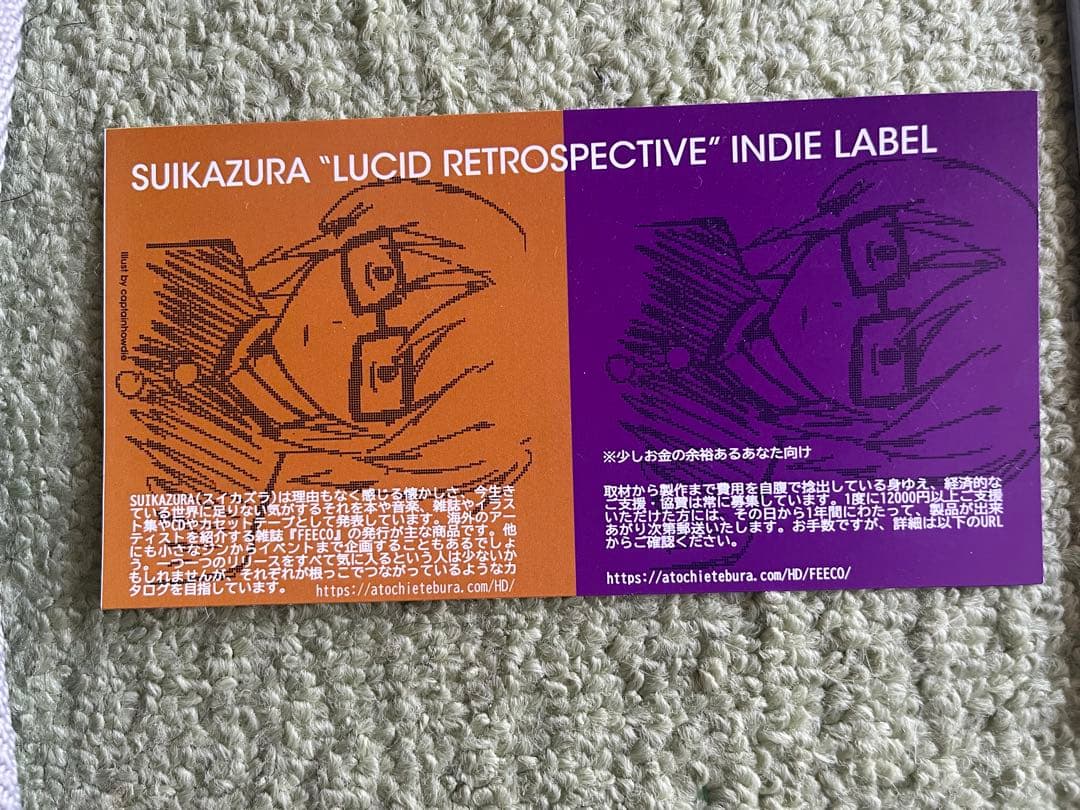 SUIKAZURA “LUCID RETROSPECTIVE” INDIE LABEL
Illust by captainhowdie
SUIKAZURA(スイカズラ)は理由もなく感じる懐かしさ、今生き
ている世界に足りない気がするそれを本や音楽、雑誌やイラス
ト集やCDやカセットテープとして発表しています。海外のアー
ティストを紹介する雑誌『FEECO』の発行が主な商品です。他
にも小さなジンからイベントまで企画することもあるでしょ
う。一つ一つのリリースをすべて気に入るという人は少ないか
もしれませんが、それぞれが根っこでつながっているようなカ
タログを目指しています。 https://atochietebura.com/HD/
※少しお金の余裕あるあなた向け
取材から製作まで費用を自腹で捻出している身ゆえ、経済的な
ご支援・協賛は常に募集しています。1度に12000円以上ご支援
いただけた方には、その日から1年間にわたって、製品が出来
あがり次第郵送いたします。お手数ですが、詳細は以下のURL
からご確認ください。
https://atochietebura.com/HD/FEECO/